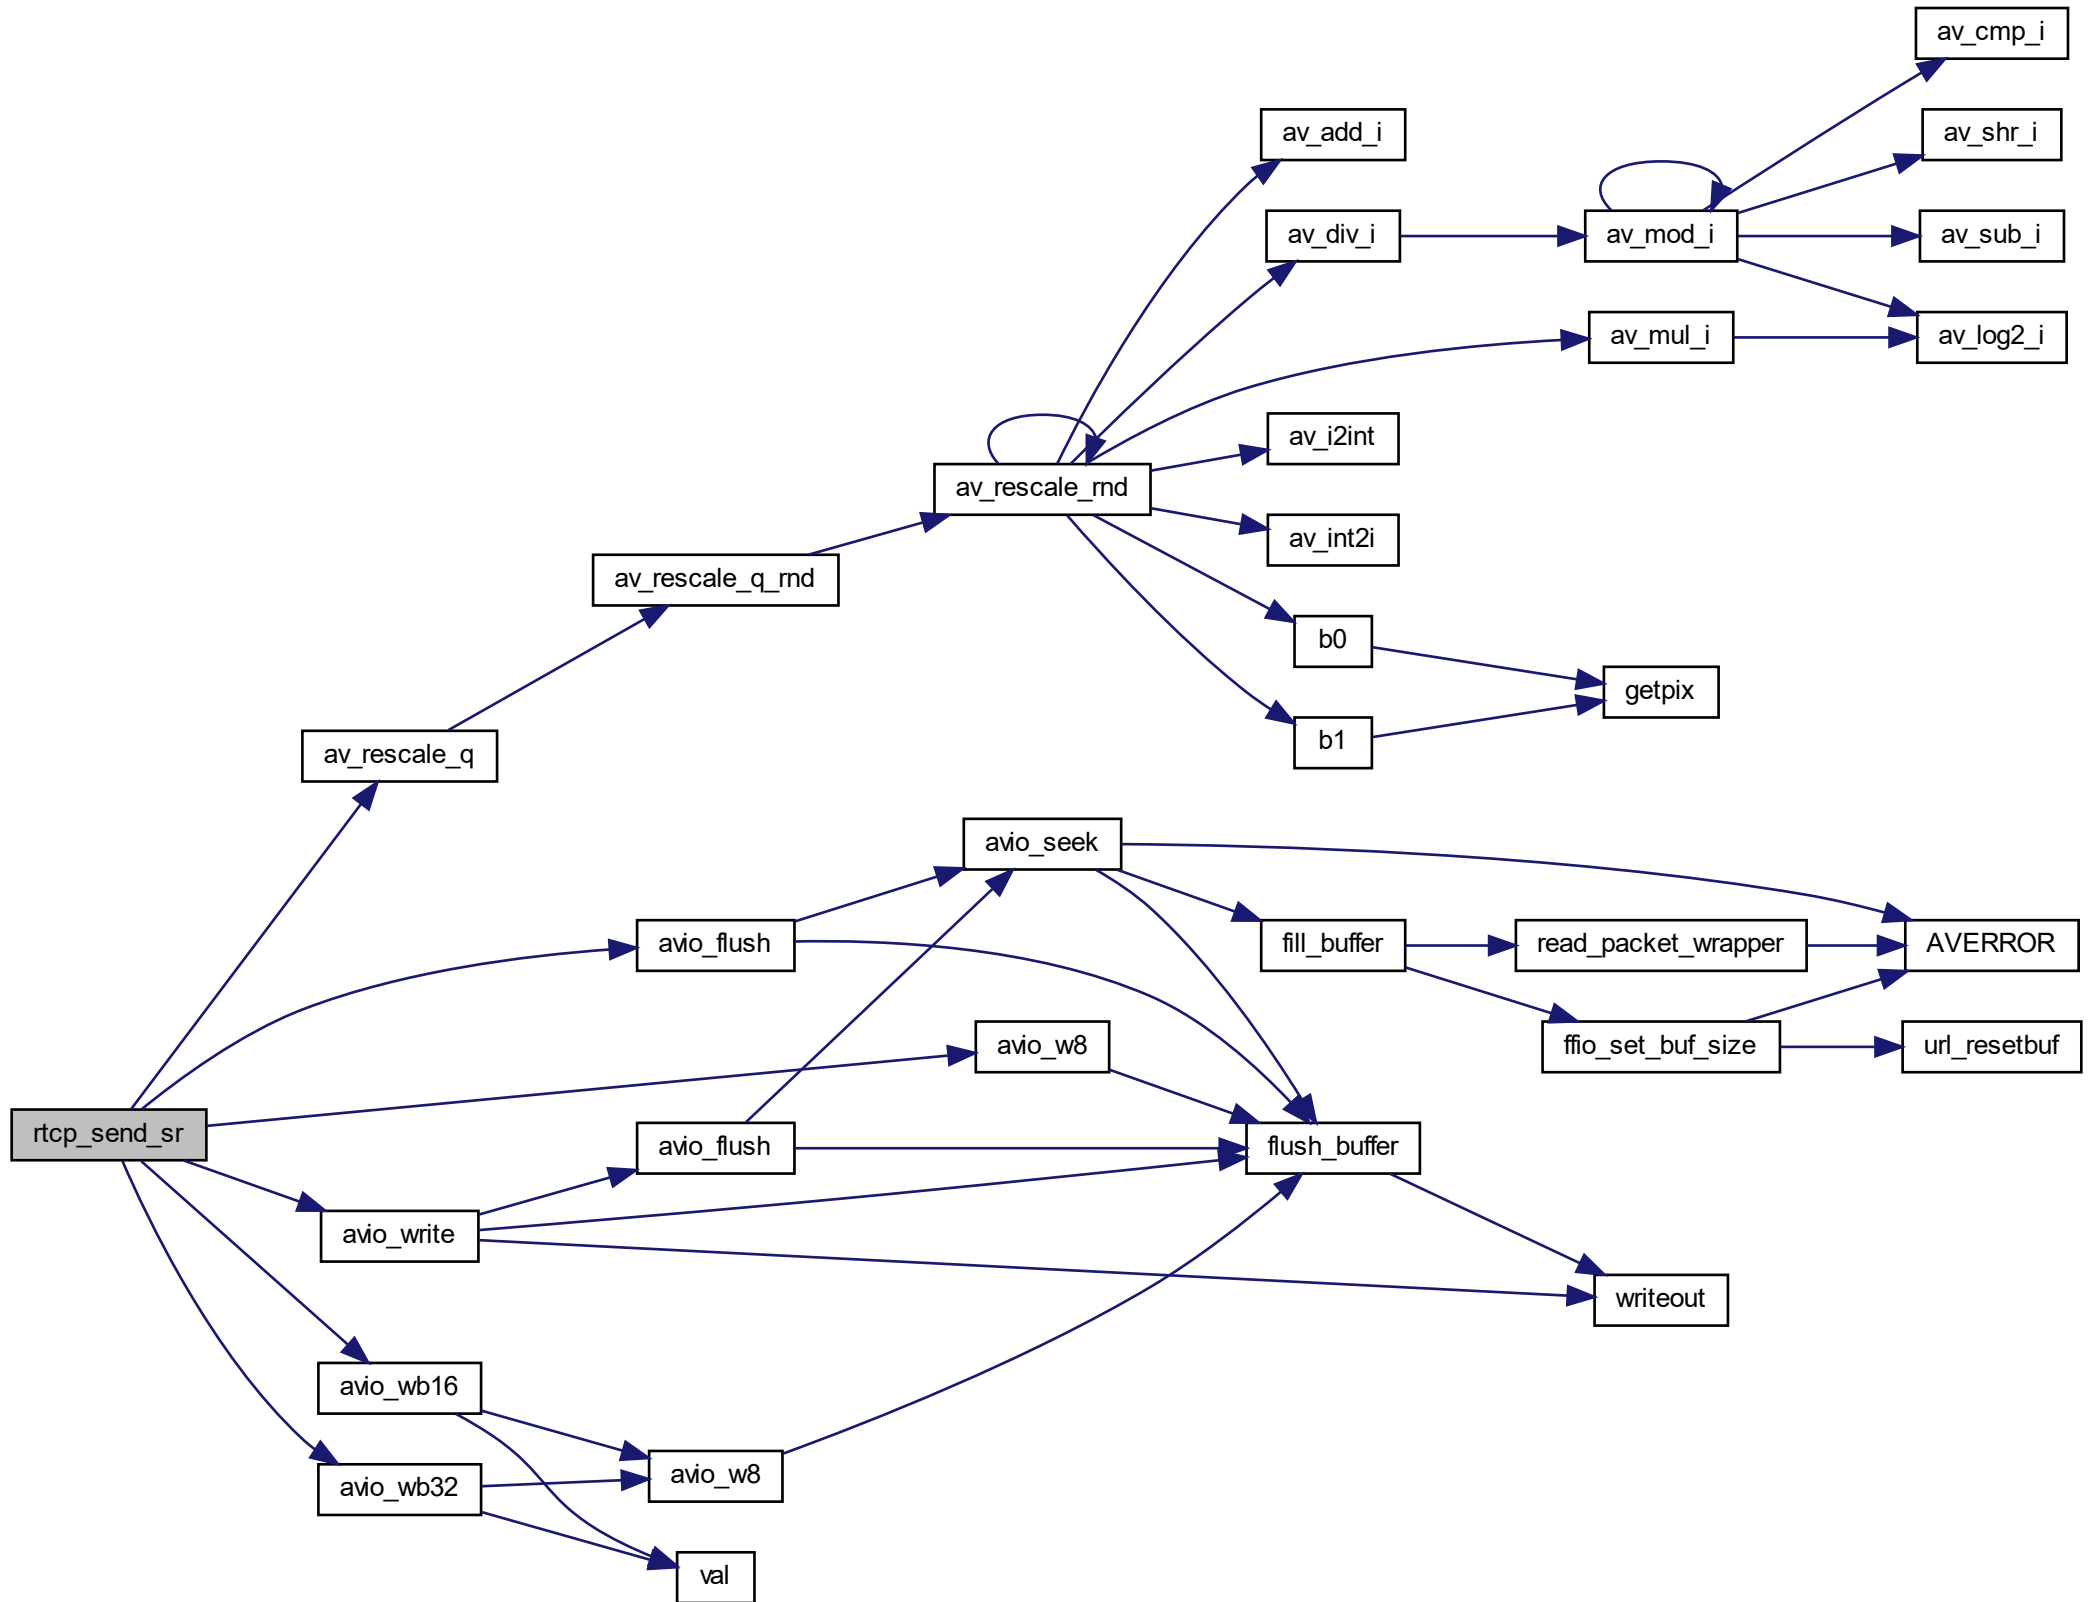 av_cmp_i
av_add_i
av_shr_i
av_div_i
av_mod_i
av_sub_i
av_mul_i
av_log2_i
av_i2int
av_rescale_rnd
av_int2i
av_rescale_q_rnd
b0
getpix
b1
av_rescale_q
avio_seek
avio_flush
fill_buffer
read_packet_wrapper
AVERROR
avio_w8
ffio_set_buf_size
url_resetbuf
rtcp_send_sr
avio_flush
flush_buffer
avio_write
writeout
avio_wb16
avio_w8
avio_wb32
val